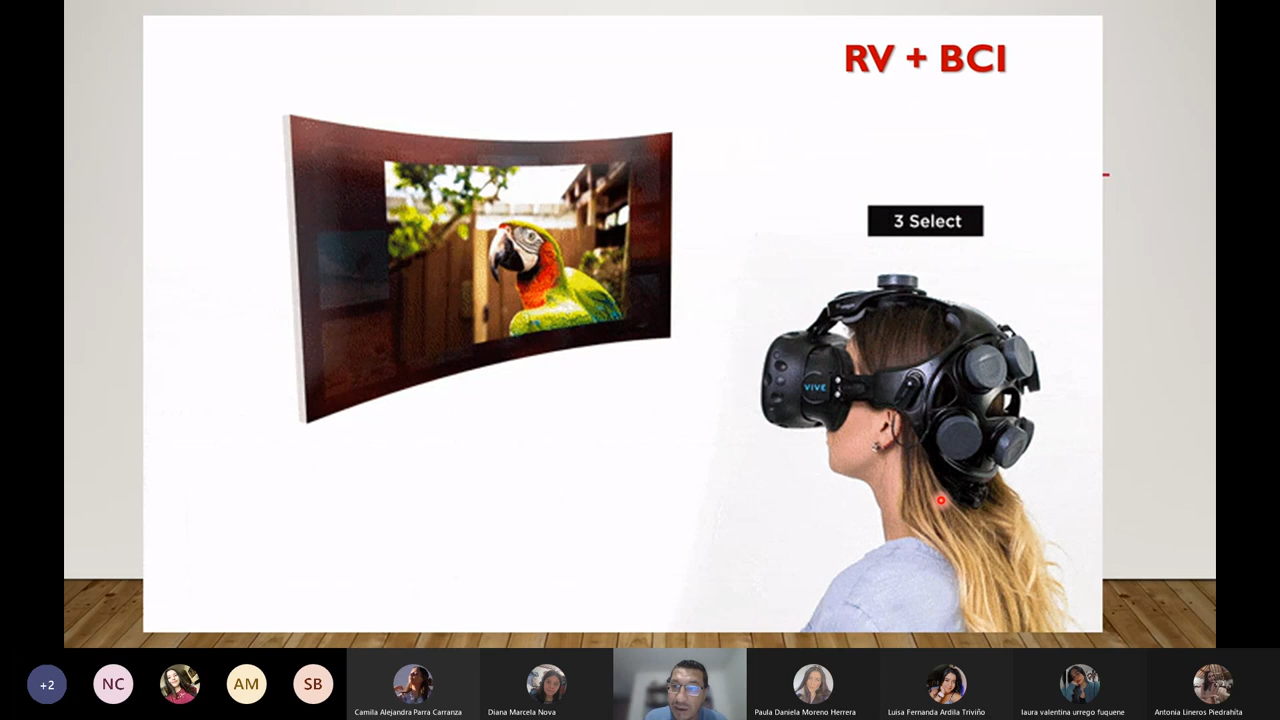 RV + BCI
3 Select
VIVE
+2
NC
AM
SB
Camila Alejandra Parra Carranza
Diana Marcela Nova
Paula Daniela Moreno Herrera
Luisa Fernanda Ardila Triviño
laura valentina urrego fuquene
Antonia Lineros Piedrahíta